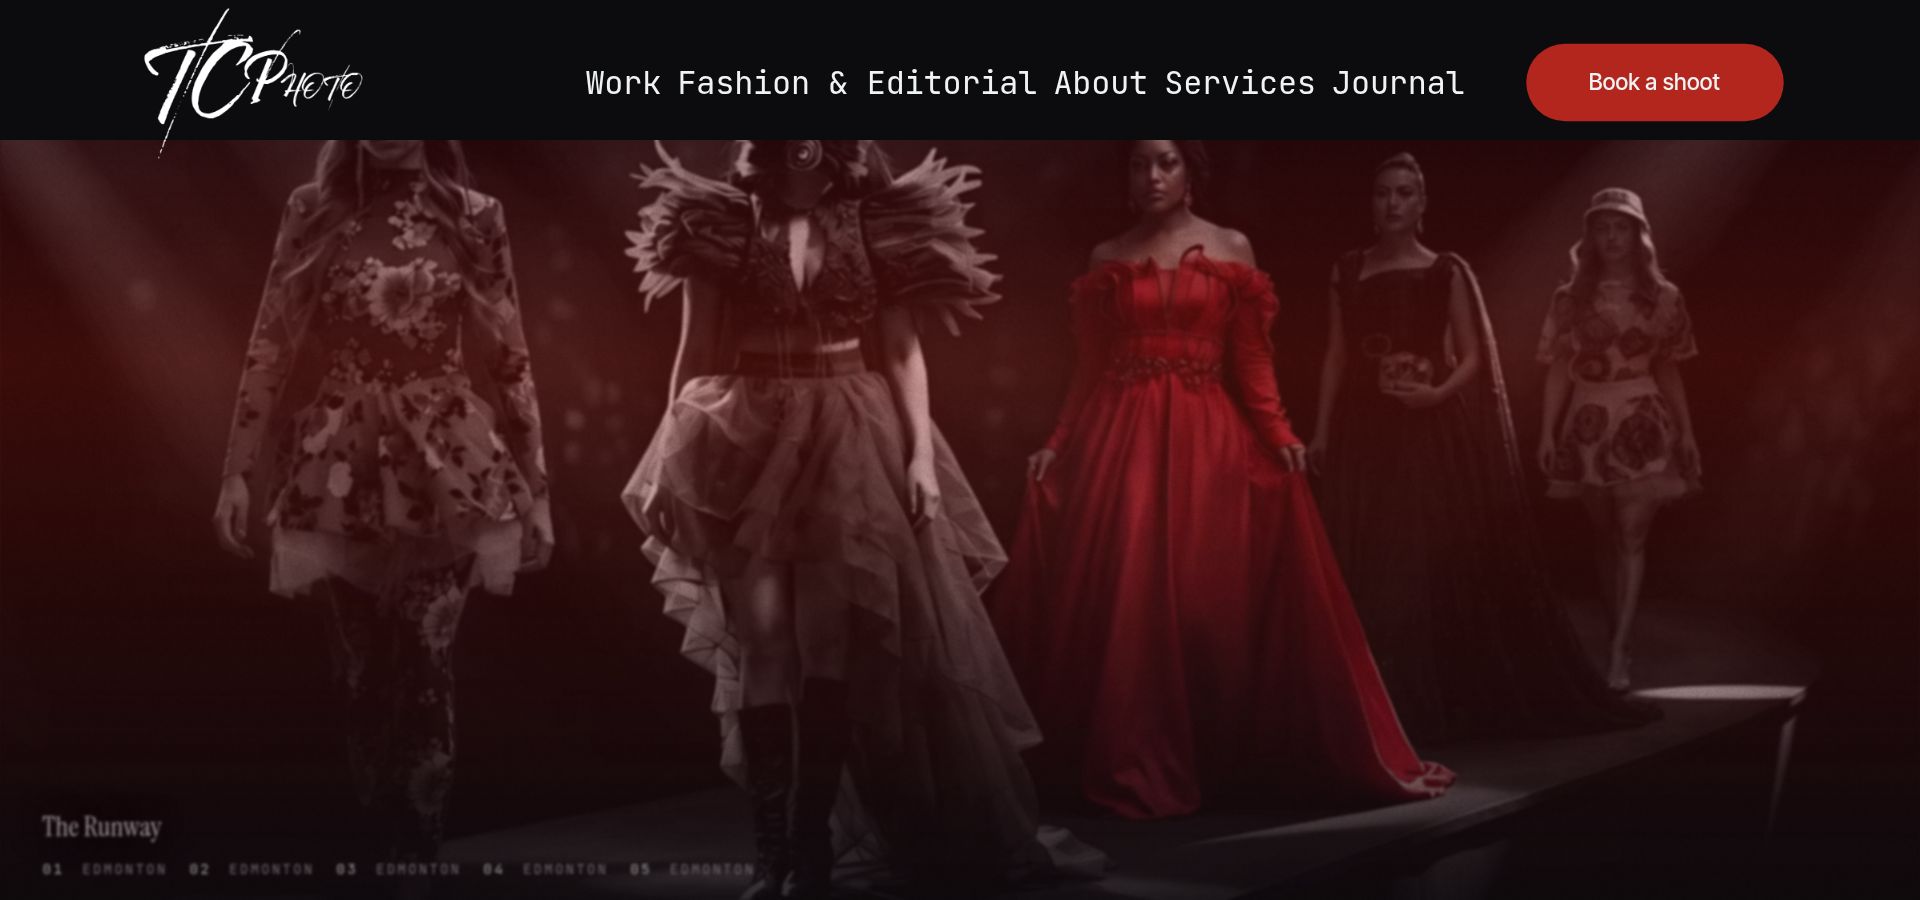 TCPHOTO
Work Fashion & Editorial About Services Journal
Book a shoot
The Runway
01 EDMONTON 02 EDMONTON 03 EDMONTON 04 EDMONTON 05 EDMONTON